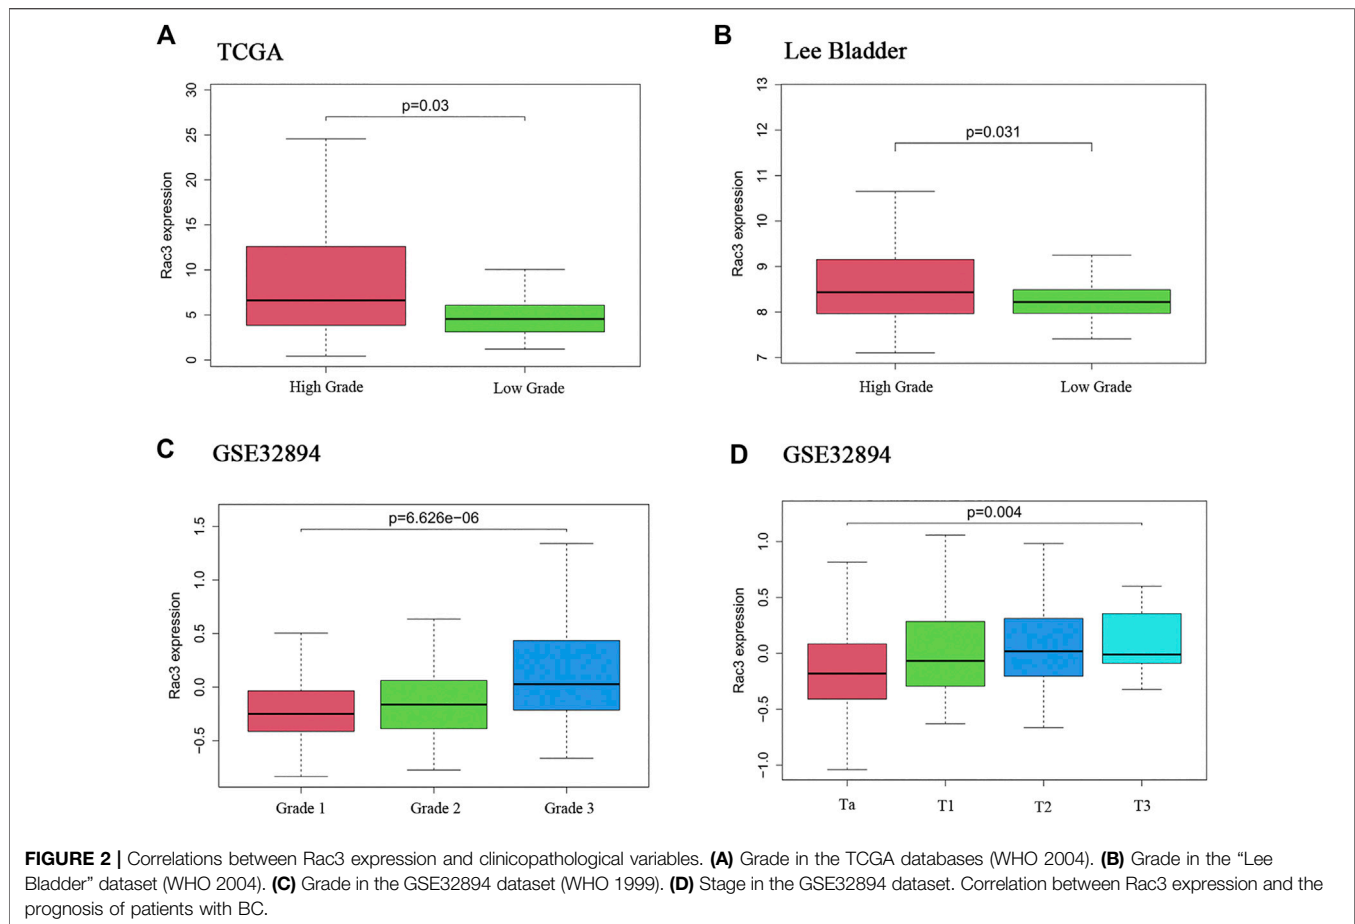 A
TCGA
Rac3 expression
30
25
20
15
10
5
0
p=0.03
High Grade
Low Grade
B
Lee Bladder
Rac3 expression
13
12
11
10
9
8
7
p=0.031
High Grade
Low Grade
C
GSE32894
Rac3 expression
1.5
1.0
0.5
0.0
−0.5
p=6.626e−06
Grade 1
Grade 2
Grade 3
D
GSE32894
Rac3 expression
1.0
0.5
0.0
−0.5
−1.0
p=0.004
Ta
T1
T2
T3
FIGURE 2 | Correlations between Rac3 expression and clinicopathological variables. (A) Grade in the TCGA databases (WHO 2004). (B) Grade in the “Lee
Bladder” dataset (WHO 2004). (C) Grade in the GSE32894 dataset (WHO 1999). (D) Stage in the GSE32894 dataset. Correlation between Rac3 expression and the
prognosis of patients with BC.